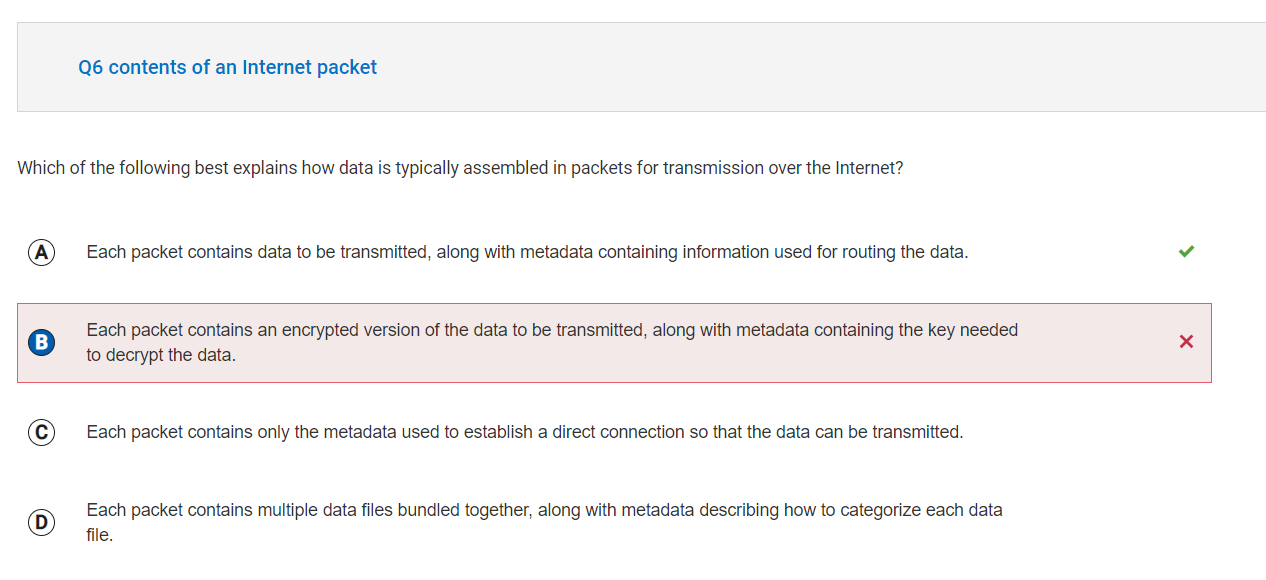 Q6 contents of an Internet packet
Which of the following best explains how data is typically assembled in packets for transmission over the Internet?
A Each packet contains data to be transmitted, along with metadata containing information used for routing the data.
B Each packet contains an encrypted version of the data to be transmitted, along with metadata containing the key needed
to decrypt the data.
C Each packet contains only the metadata used to establish a direct connection so that the data can be transmitted.
D Each packet contains multiple data files bundled together, along with metadata describing how to categorize each data
file.